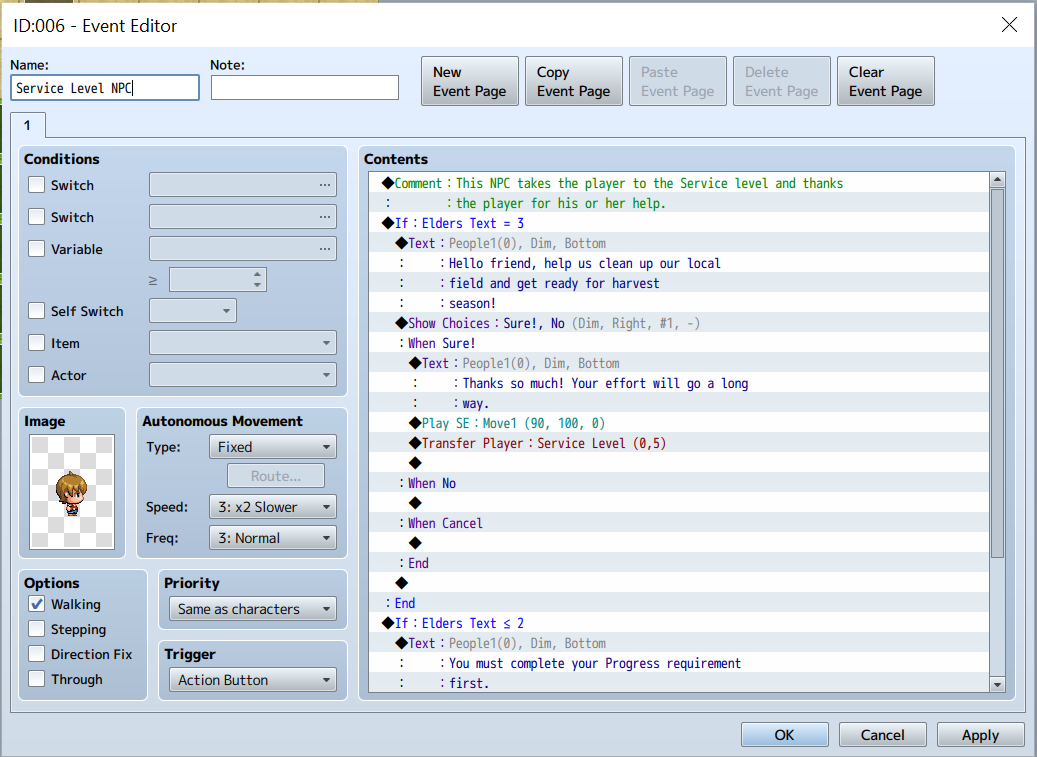 ID:006 - Event Editor
Name:
Note:
Service Level NPC
New Event Page
Copy Event Page
Paste Event Page
Delete Event Page
Clear Event Page
1
Conditions
Switch ...
Switch ...
Variable ...
≥
Self Switch
Item
Actor
Image
Autonomous Movement
Type: Fixed
Route...
Speed: 3: x2 Slower
Freq: 3: Normal
Options
Walking
Stepping
Direction Fix
Through
Priority
Same as characters
Trigger
Action Button
Contents
◆Comment：This NPC takes the player to the Service level and thanks
：　　　：the player for his or her help.
◆If：Elders Text = 3
◆Text：People1(0), Dim, Bottom
：　　：Hello friend, help us clean up our local
：　　：field and get ready for harvest
：　　：season!
◆Show Choices：Sure!, No (Dim, Right, #1, -)
：When Sure!
◆Text：People1(0), Dim, Bottom
：　　：Thanks so much! Your effort will go a long
：　　：way.
◆Play SE：Move1 (90, 100, 0)
◆Transfer Player：Service Level (0,5)
◆
：When No
◆
：When Cancel
◆
：End
◆
：End
◆If：Elders Text ≤ 2
◆Text：People1(0), Dim, Bottom
：　　：You must complete your Progress requirement
：　　：first.
OK
Cancel
Apply